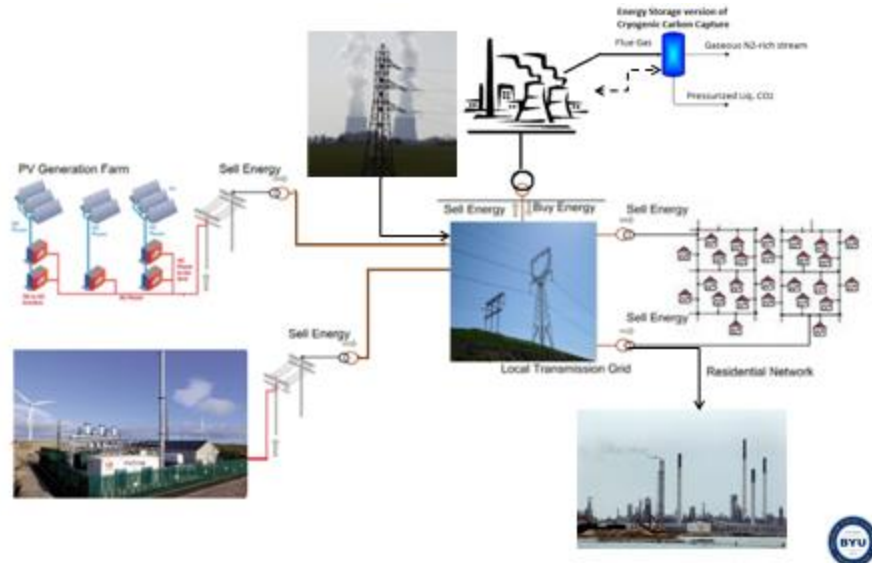 Energy Storage version of
Cryogenic Carbon Capture
Flue Gas
Gaseous N2-rich stream
Pressurized Liq. CO2
PV Generation Farm
Sell Energy
Sell Energy
Buy Energy
Sell Energy
Sell Energy
Sell Energy
Local Transmission Grid
Residential Network
BYU